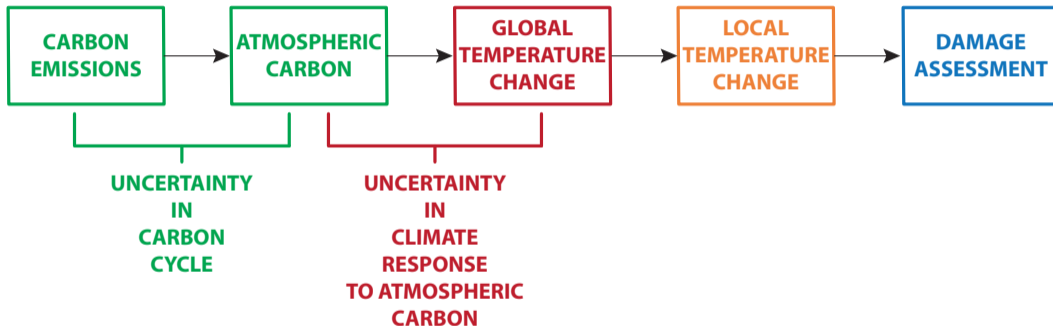 CARBON
EMISSIONS
ATMOSPHERIC
CARBON
GLOBAL
TEMPERATURE
CHANGE
LOCAL
TEMPERATURE
CHANGE
DAMAGE
ASSESSMENT
UNCERTAINTY
IN
CARBON
CYCLE
UNCERTAINTY
IN
CLIMATE
RESPONSE
TO ATMOSPHERIC
CARBON